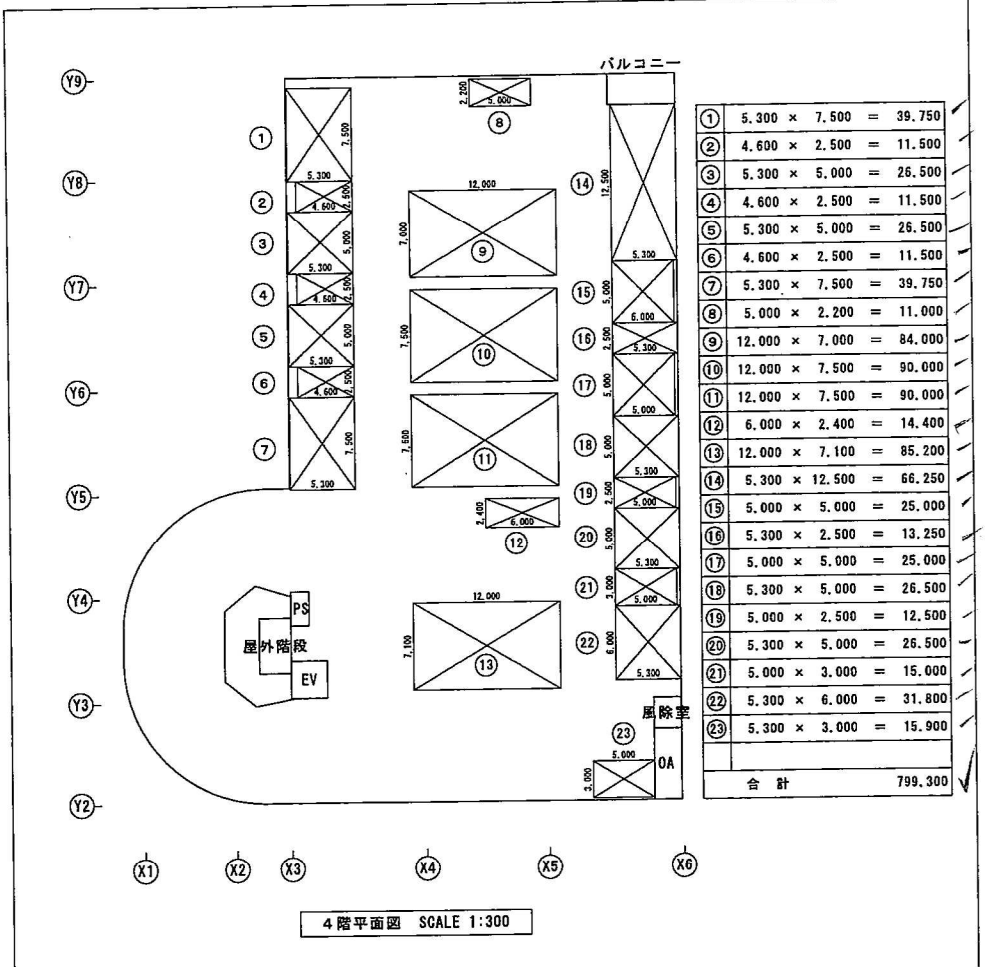 バルコニー
Y9
2.200
5.000
⑧
①
7.500
5.300
Y8
②
4.600
2.500
③
5.000
5.300
Y7
④
4.600
2.500
⑤
5.000
5.300
Y6
⑥
4.600
2.500
⑦
7.500
5.300
Y5
12.000
7.000
⑨
7.500
⑩
7.500
⑪
2.400
6.000
⑫
12.000
7.100
⑬
⑭
12.500
5.300
⑮
5.000
6.000
⑯
2.500
5.300
⑰
5.000
5.000
⑱
5.000
5.300
⑲
2.500
5.000
⑳
5.000
5.300
㉑
3.000
5.000
㉒
6.000
5.300
Y4
PS
屋外階段
EV
Y3
風除室
㉓
5.000
3.000
OA
Y2
X1 X2 X3 X4 X5 X6
4階平面図 SCALE 1:300
① 5.300 × 7.500 = 39.750
② 4.600 × 2.500 = 11.500
③ 5.300 × 5.000 = 26.500
④ 4.600 × 2.500 = 11.500
⑤ 5.300 × 5.000 = 26.500
⑥ 4.600 × 2.500 = 11.500
⑦ 5.300 × 7.500 = 39.750
⑧ 5.000 × 2.200 = 11.000
⑨ 12.000 × 7.000 = 84.000
⑩ 12.000 × 7.500 = 90.000
⑪ 12.000 × 7.500 = 90.000
⑫ 6.000 × 2.400 = 14.400
⑬ 12.000 × 7.100 = 85.200
⑭ 5.300 × 12.500 = 66.250
⑮ 5.000 × 5.000 = 25.000
⑯ 5.300 × 2.500 = 13.250
⑰ 5.000 × 5.000 = 25.000
⑱ 5.300 × 5.000 = 26.500
⑲ 5.000 × 2.500 = 12.500
⑳ 5.300 × 5.000 = 26.500
㉑ 5.000 × 3.000 = 15.000
㉒ 5.300 × 6.000 = 31.800
㉓ 5.300 × 3.000 = 15.900
合計 799.300